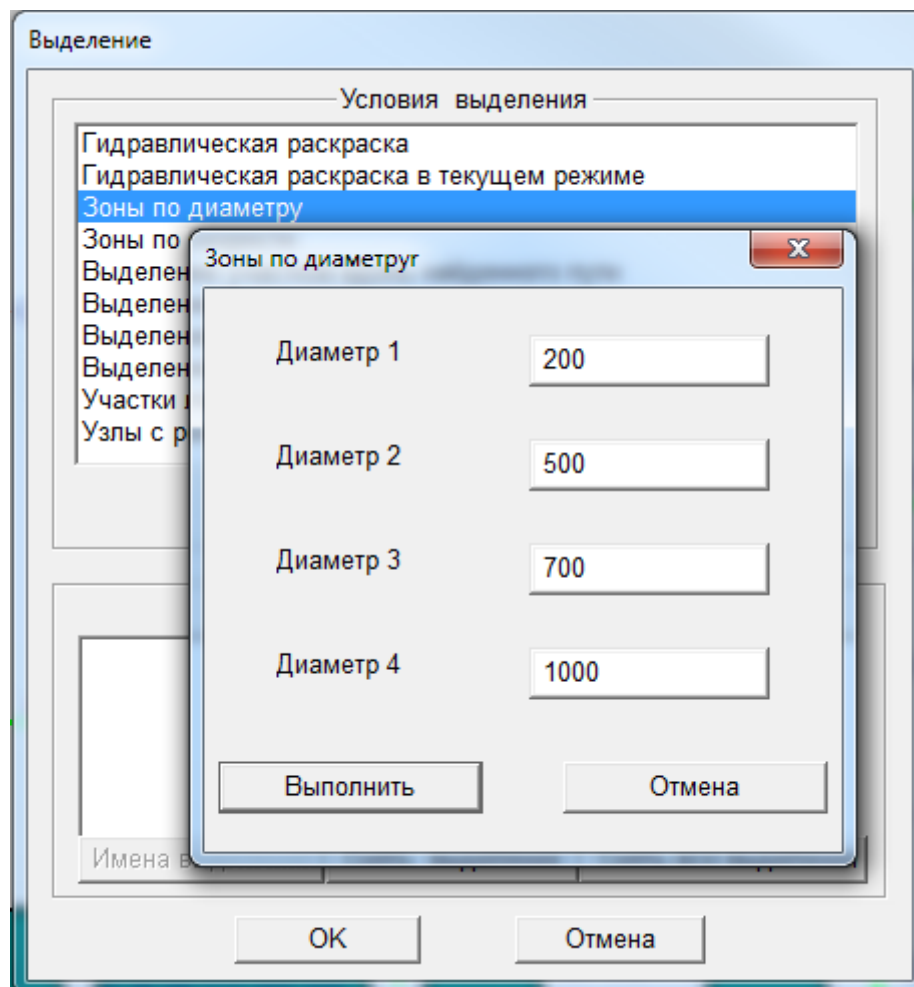 Выделение
Условия выделения
Гидравлическая раскраска
Гидравлическая раскраска в текущем режиме
Зоны по диаметру
Зоны по
Выделен
Выделен
Выделен
Выделен
Участки
Узлы с р
Зоны по диаметруr
Диаметр 1
200
Диаметр 2
500
Диаметр 3
700
Диаметр 4
1000
Выполнить
Отмена
Имена в
OK
Отмена